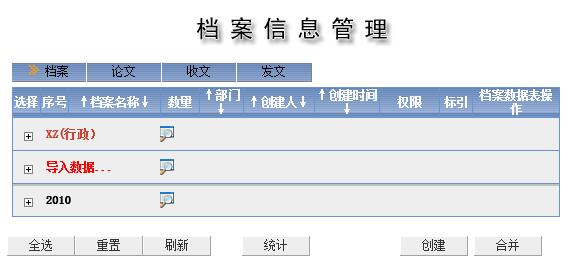 档案信息管理
档案 论文 收文 发文
选择 序号 ↑档案名称↓ 数量 ↑部门↓ ↑创建人↓ ↑创建时间↓ 权限 标引 档案数据表操作
XZ(行政)
导入数据...
2010
全选 重置 刷新 统计 创建 合并